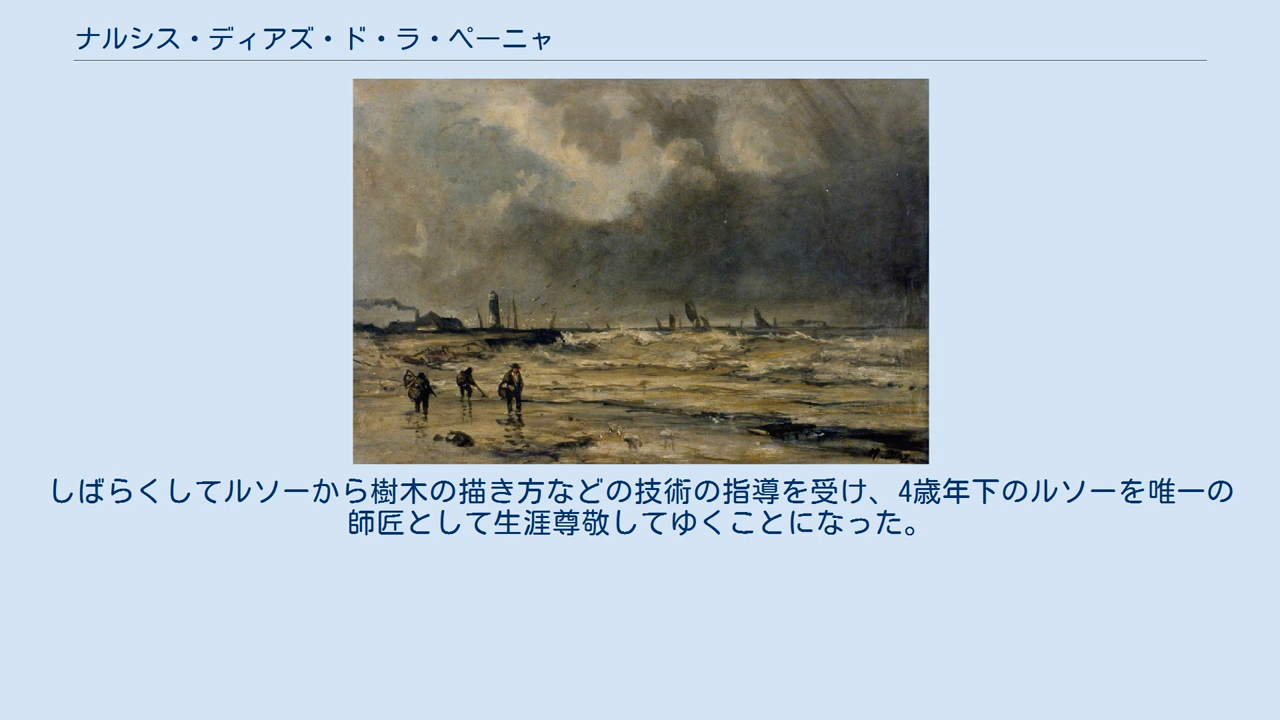 ナルシス・ディアズ・ド・ラ・ペーニャ
しばらくしてルソーから樹木の描き方などの技術の指導を受け、4歳年下のルソーを唯一の
師匠として生涯尊敬してゆくことになった。